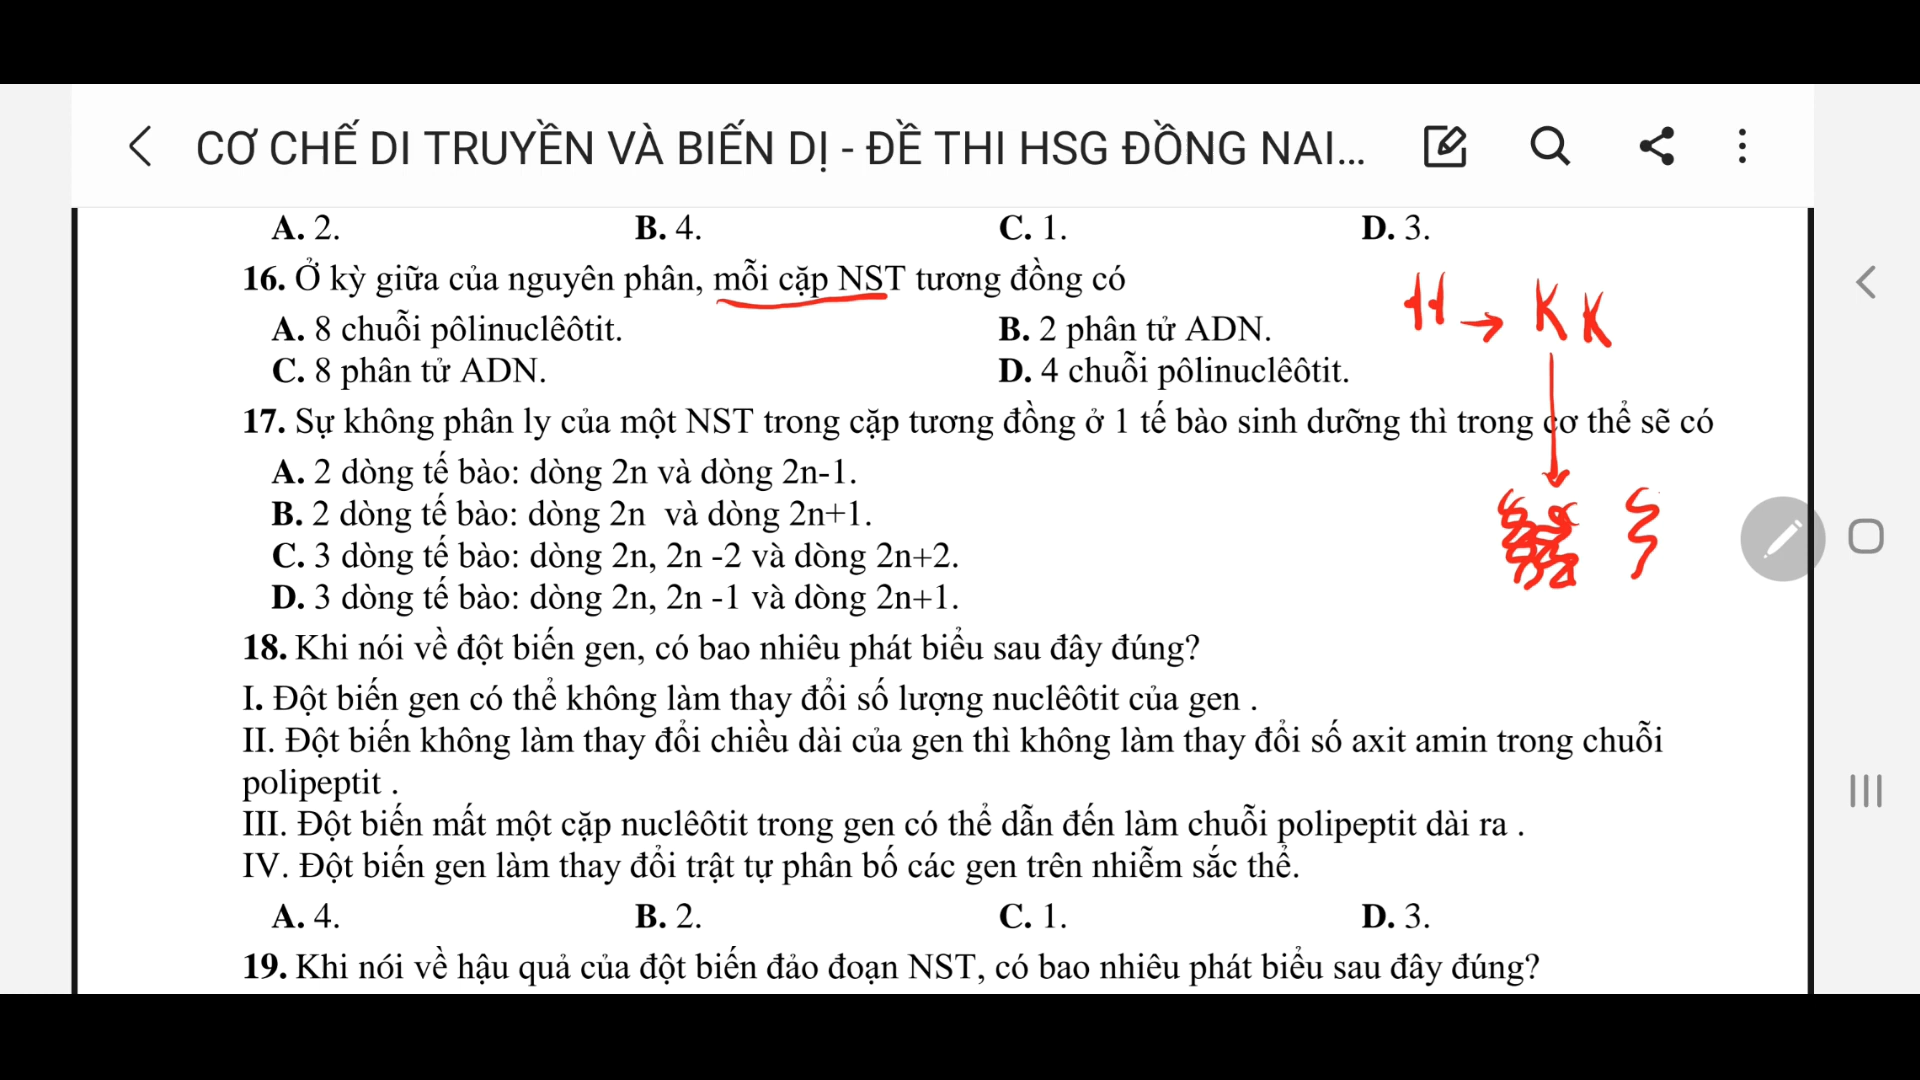 CƠ CHẾ DI TRUYỀN VÀ BIẾN DỊ - ĐỀ THI HSG ĐỒNG NAI...
A. 2. B. 4. C. 1. D. 3.
16. Ở kỳ giữa của nguyên phân, mỗi cặp NST tương đồng có
A. 8 chuỗi pôlinuclêôtit. B. 2 phân tử ADN.
C. 8 phân tử ADN. D. 4 chuỗi pôlinuclêôtit.
17. Sự không phân ly của một NST trong cặp tương đồng ở 1 tế bào sinh dưỡng thì trong cơ thể sẽ có
A. 2 dòng tế bào: dòng 2n và dòng 2n-1.
B. 2 dòng tế bào: dòng 2n và dòng 2n+1.
C. 3 dòng tế bào: dòng 2n, 2n -2 và dòng 2n+2.
D. 3 dòng tế bào: dòng 2n, 2n -1 và dòng 2n+1.
18. Khi nói về đột biến gen, có bao nhiêu phát biểu sau đây đúng?
I. Đột biến gen có thể không làm thay đổi số lượng nuclêôtit của gen .
II. Đột biến không làm thay đổi chiều dài của gen thì không làm thay đổi số axit amin trong chuỗi
polipeptit .
III. Đột biến mất một cặp nuclêôtit trong gen có thể dẫn đến làm chuỗi polipeptit dài ra .
IV. Đột biến gen làm thay đổi trật tự phân bố các gen trên nhiễm sắc thể.
A. 4. B. 2. C. 1. D. 3.
19. Khi nói về hậu quả của đột biến đảo đoạn NST, có bao nhiêu phát biểu sau đây đúng?